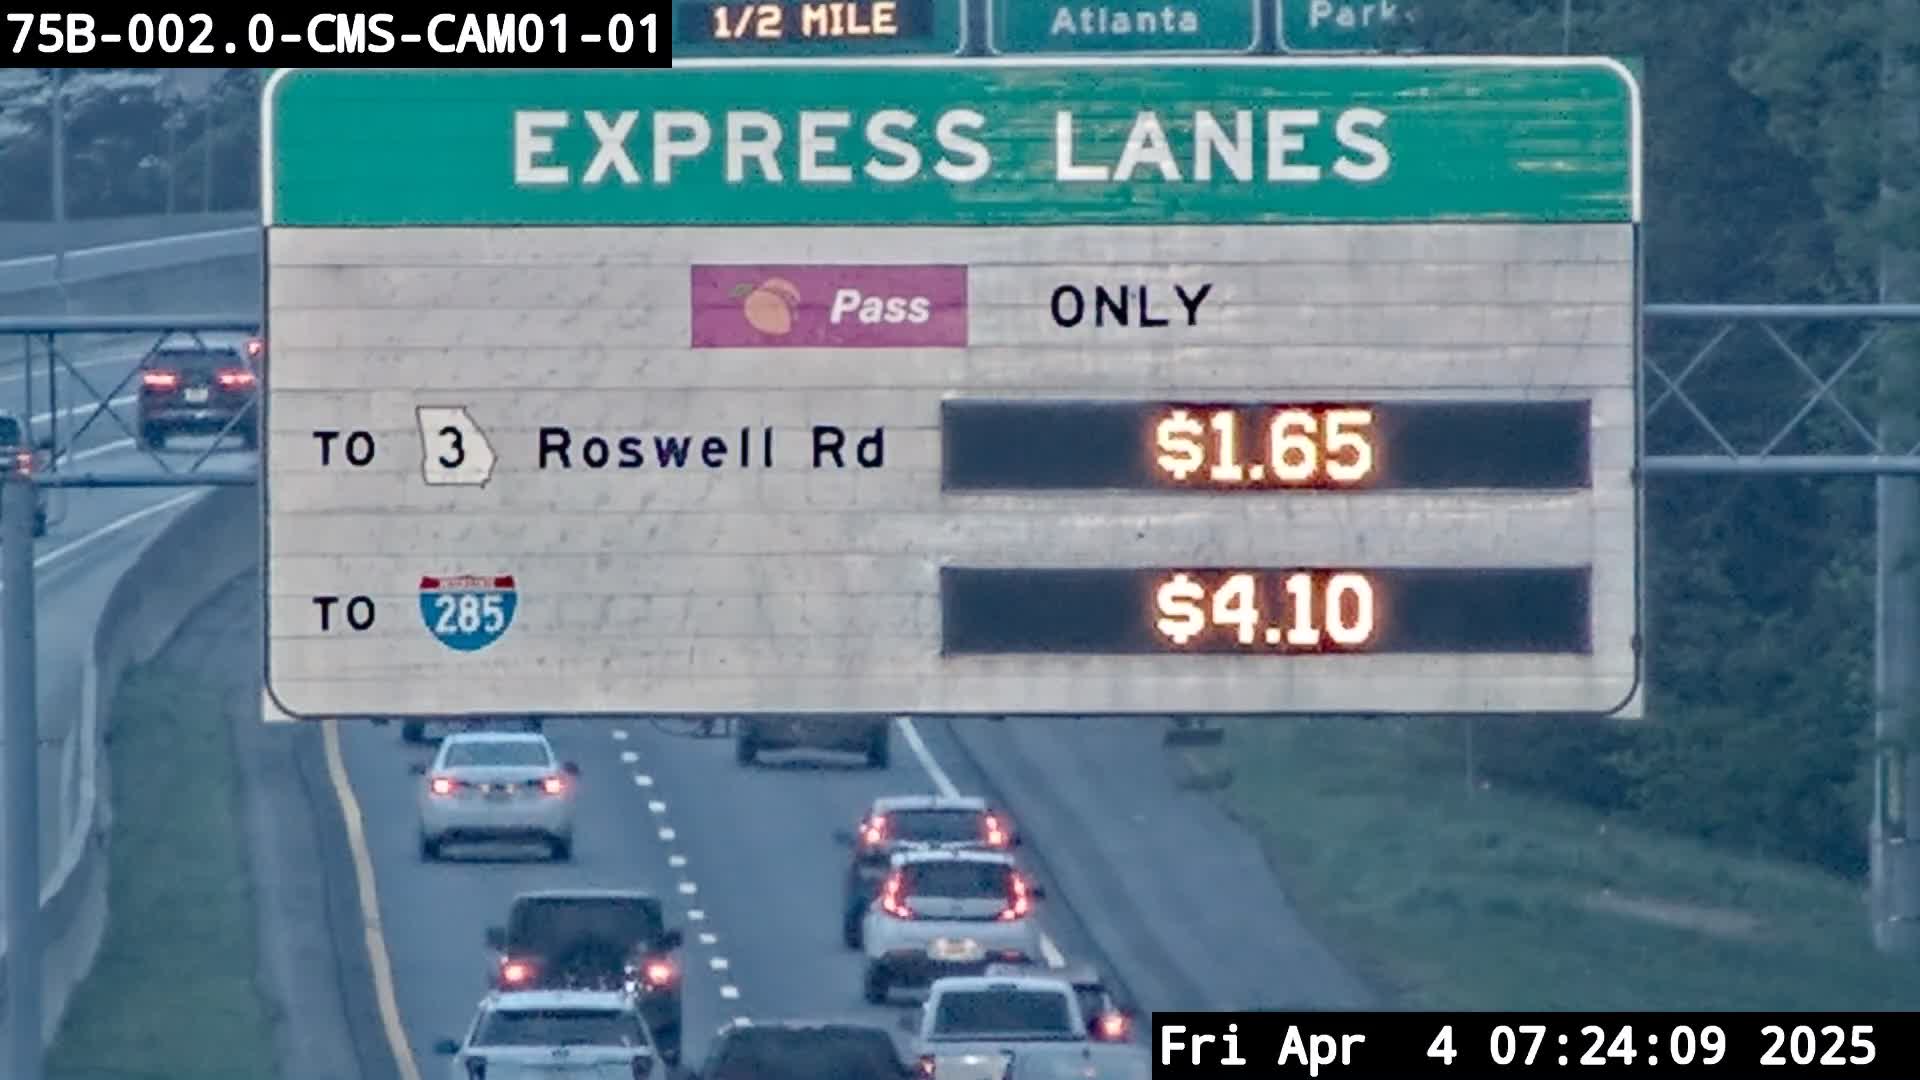 75B-002.0-CMS-CAM01-01
1/2 MILE
Atlanta
Park
EXPRESS LANES
Pass ONLY
TO 3 Roswell Rd $1.65
TO 285 $4.10
Fri Apr 4 07:24:09 2025